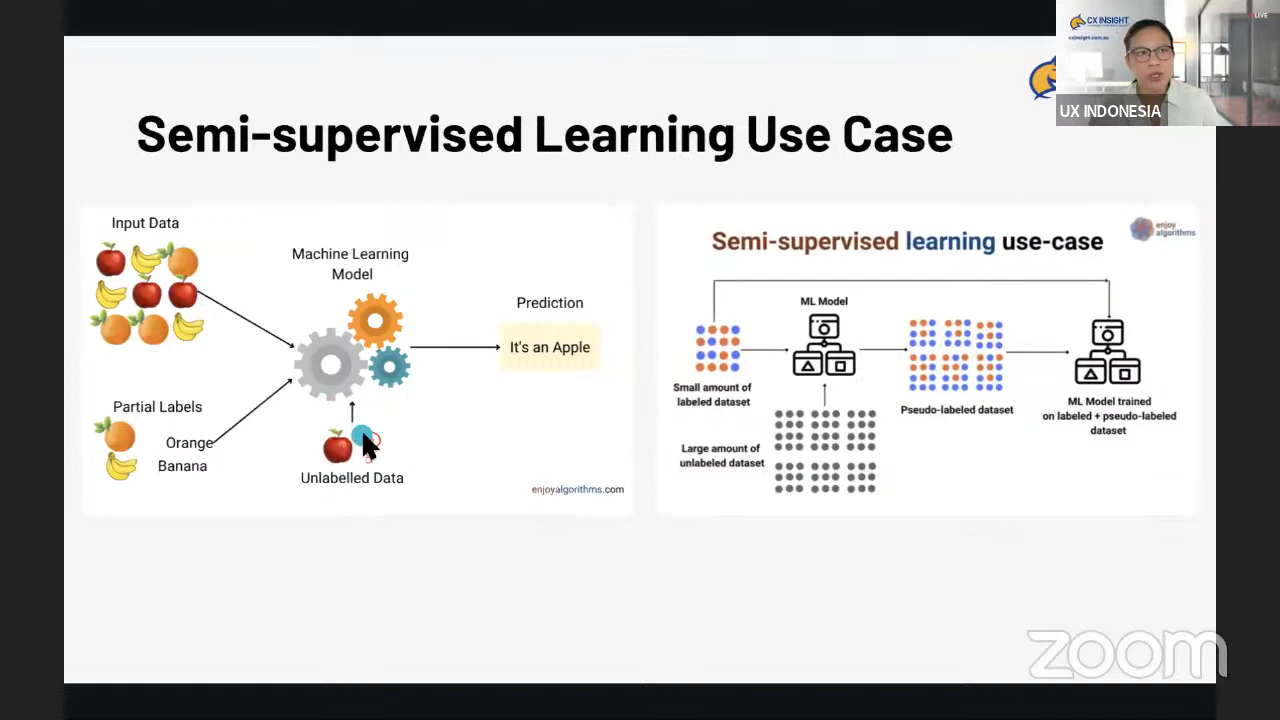 CX INSIGHT
cxinsight.com.au
LIVE
UX INDONESIA
Semi-supervised Learning Use Case
Input Data
Machine Learning
Model
Prediction
It's an Apple
Partial Labels
Orange
Banana
Unlabelled Data
enjoyalgorithms.com
Semi-supervised learning use-case
enjoy
algorithms
ML Model
Small amount of
labeled dataset
Pseudo-labeled dataset
ML Model trained
on labeled + pseudo-labeled
dataset
Large amount of
unlabeled dataset
zoom